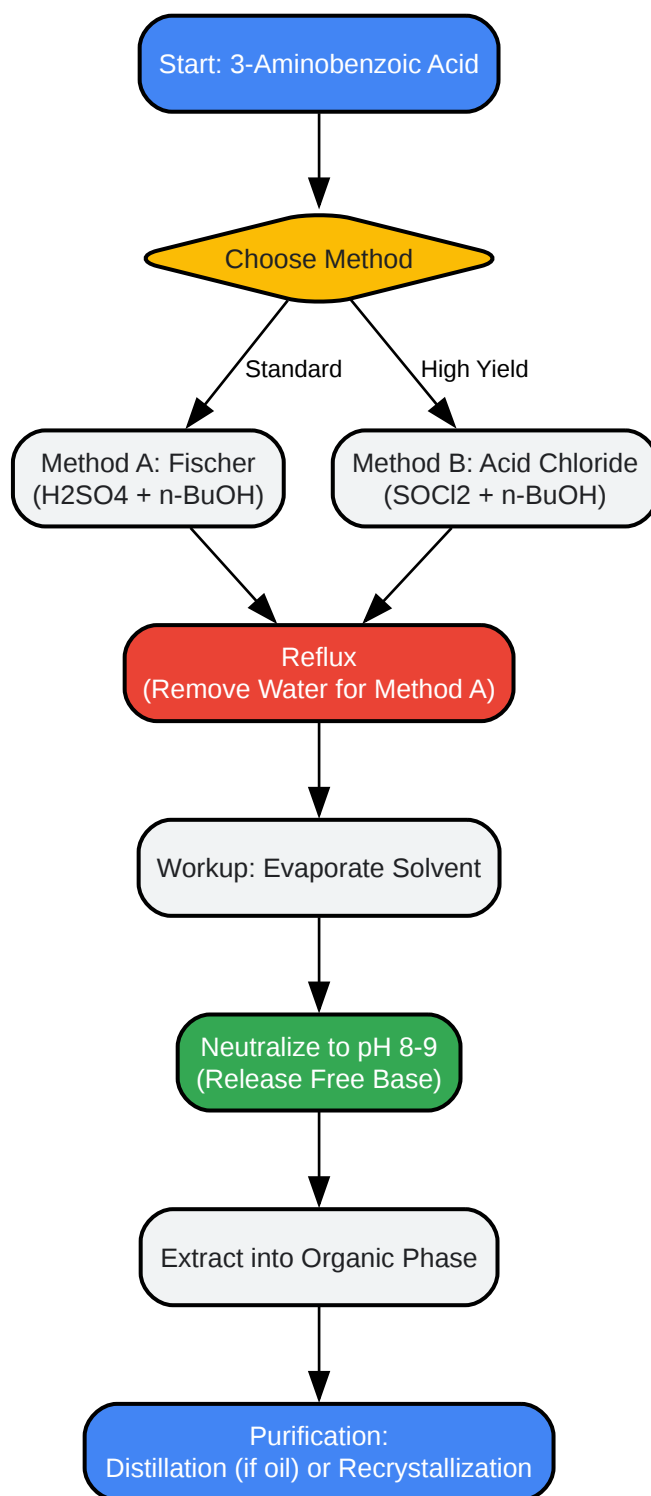 Start: 3-Aminobenzoic Acid
Choose Method
Standard
High Yield
Method A: Fischer
(H2SO4 + n-BuOH)
Method B: Acid Chloride
(SOCl2 + n-BuOH)
Reflux
(Remove Water for Method A)
Workup: Evaporate Solvent
Neutralize to pH 8-9
(Release Free Base)
Extract into Organic Phase
Purification:
Distillation (if oil) or Recrystallization